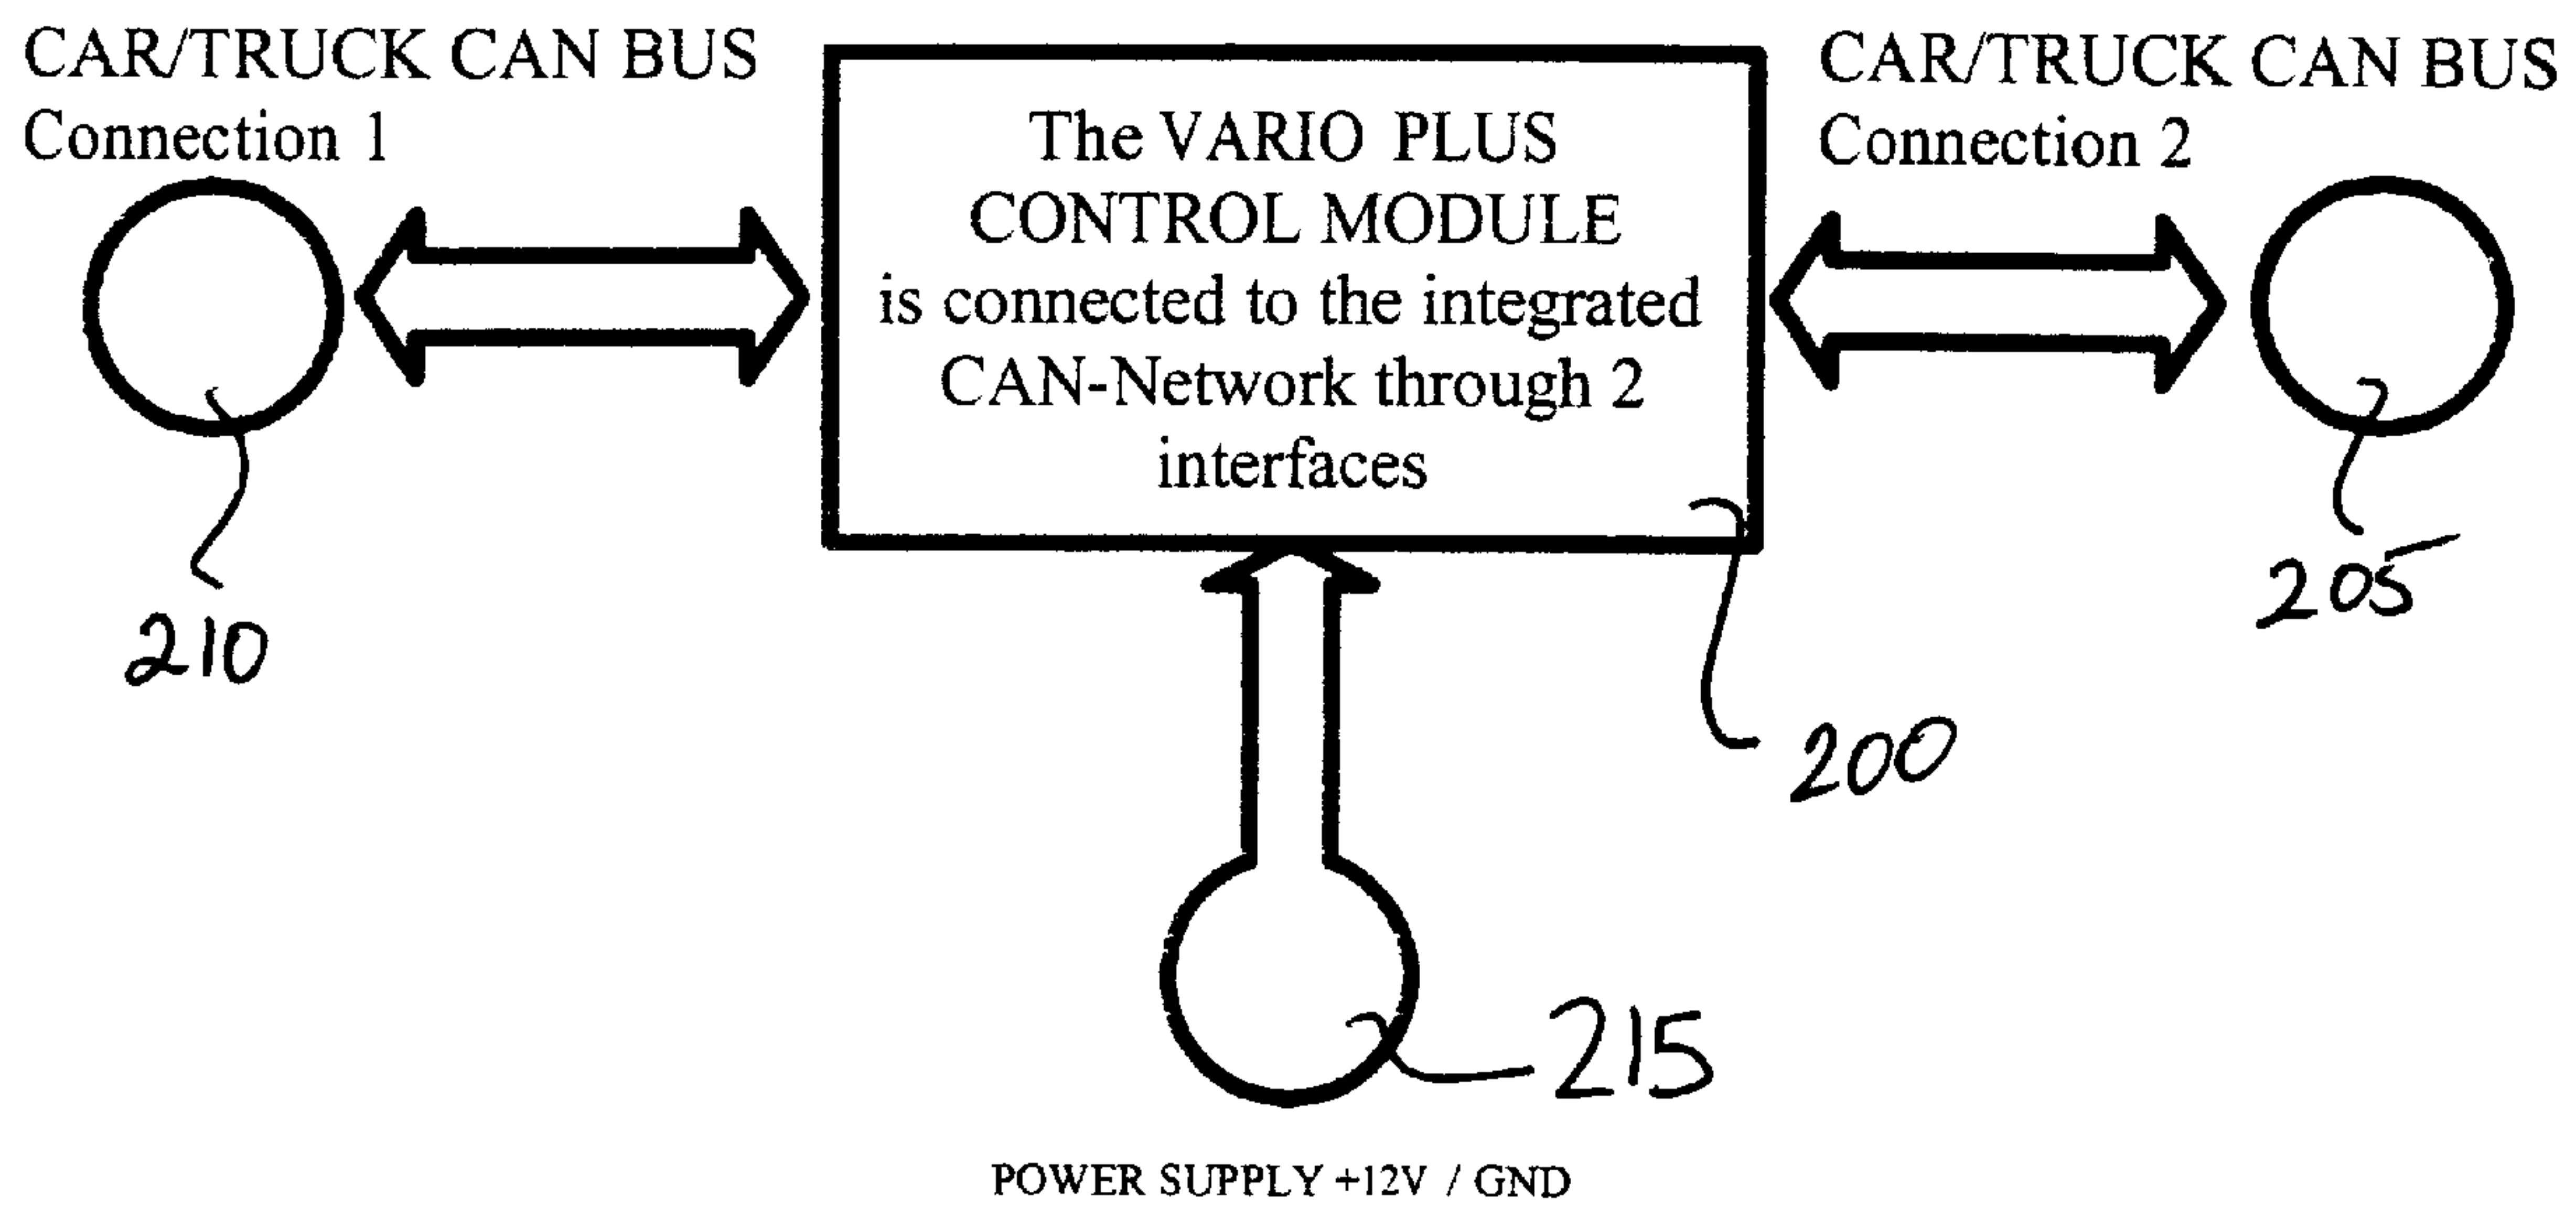 CAR/TRUCK CAN BUS
Connection 1
The VARIO PLUS
CONTROL MODULE
is connected to the integrated
CAN-Network through 2
interfaces
CAR/TRUCK CAN BUS
Connection 2
210
205
200
215
POWER SUPPLY +12V / GND